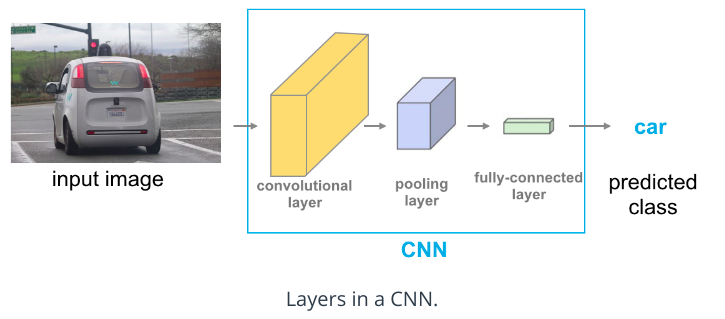 input image
convolutional
layer
pooling
layer
fully-connected
layer
car
predicted
class
CNN
Layers in a CNN.